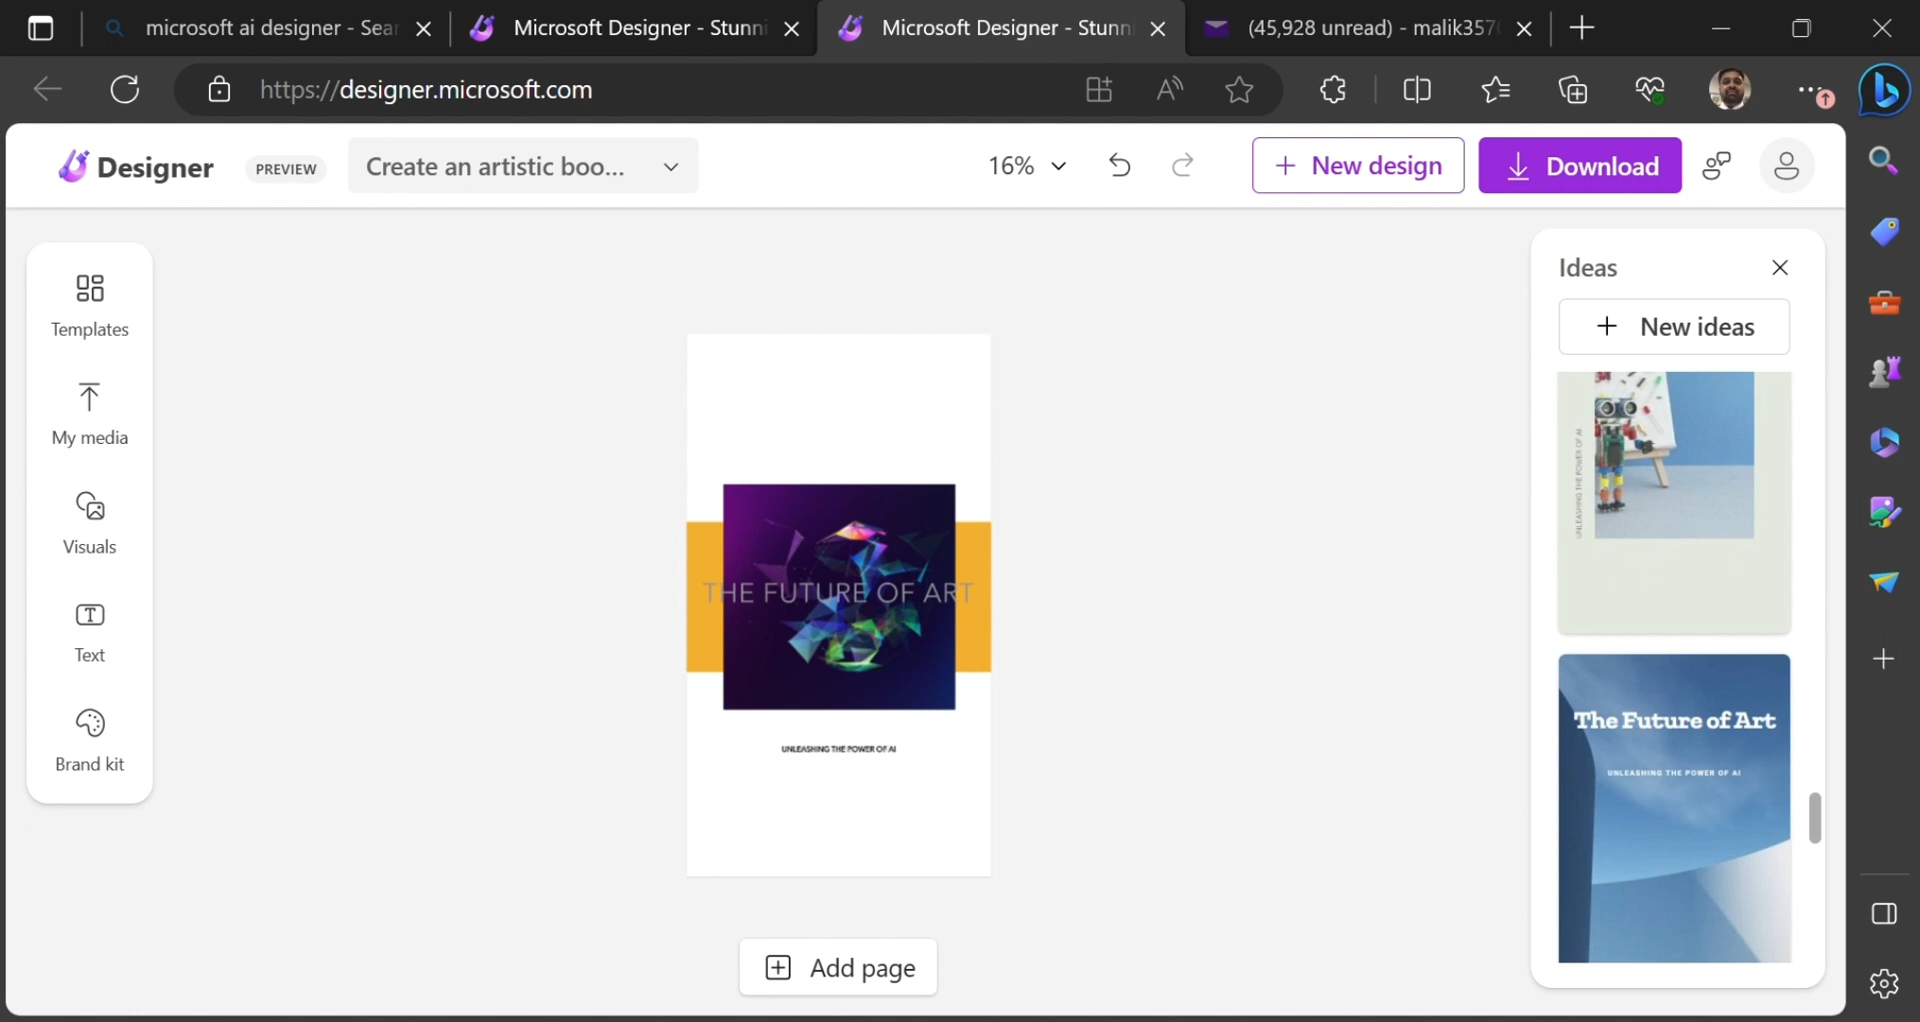 microsoft ai designer - Sear
Microsoft Designer - Stunni
Microsoft Designer - Stunni
(45,928 unread) - malik357
https://designer.microsoft.com
Designer
PREVIEW
Create an artistic boo...
16%
New design
Download
Templates
My media
Visuals
Text
Brand kit
THE FUTURE OF ART
UNLEASHING THE POWER OF AI
Add page
Ideas
New ideas
UNLEASHING THE POWER OF AI
The Future of Art
UNLEASHING THE POWER OF AI